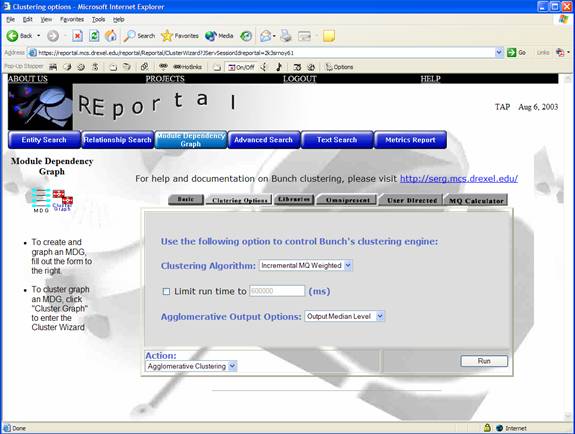 Clustering options - Microsoft Internet Explorer
File Edit View Favorites Tools Help
Back Search Favorites Media
Address https://reportal.mcs.drexel.edu/reportal/Reportal/ClusterWizard?JServSessionIdreportal=2k3srnoy61 Go Links
Pop-Up Stopper Hotlinks On/Off Options
ABOUT US PROJECTS LOGOUT HELP
REportal
TAP Aug 6, 2003
Entity Search Relationship Search Module Dependency Graph Advanced Search Text Search Metrics Report
Module Dependency
Graph
MDG Cluster Graph
For help and documentation on Bunch clustering, please visit http://serg.mcs.drexel.edu/
Basic Clutering Options Libraries Omnipresent User Directed MQ Calculator
To create and
graph an MDG,
fill out the form to
the right.
To cluster graph
an MDG, click
"Cluster Graph"
to enter the
Cluster Wizard
Use the following option to control Bunch's clustering engine:
Clustering Algorithm: Incremental MQ Weighted
Limit run time to 600000 (ms)
Agglomerative Output Options: Output Median Level
Action:
Agglomerative Clustering
Run
Done Internet